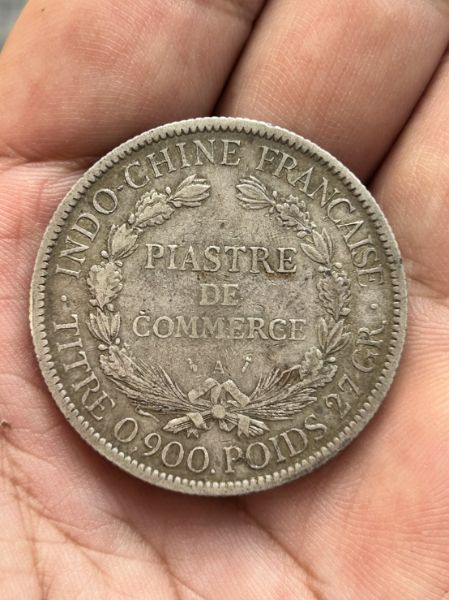 INDO-CHINE FRANÇAISE
PIASTRE
DE
COMMERCE
A
TITRE 0,900. POIDS 27 GR.